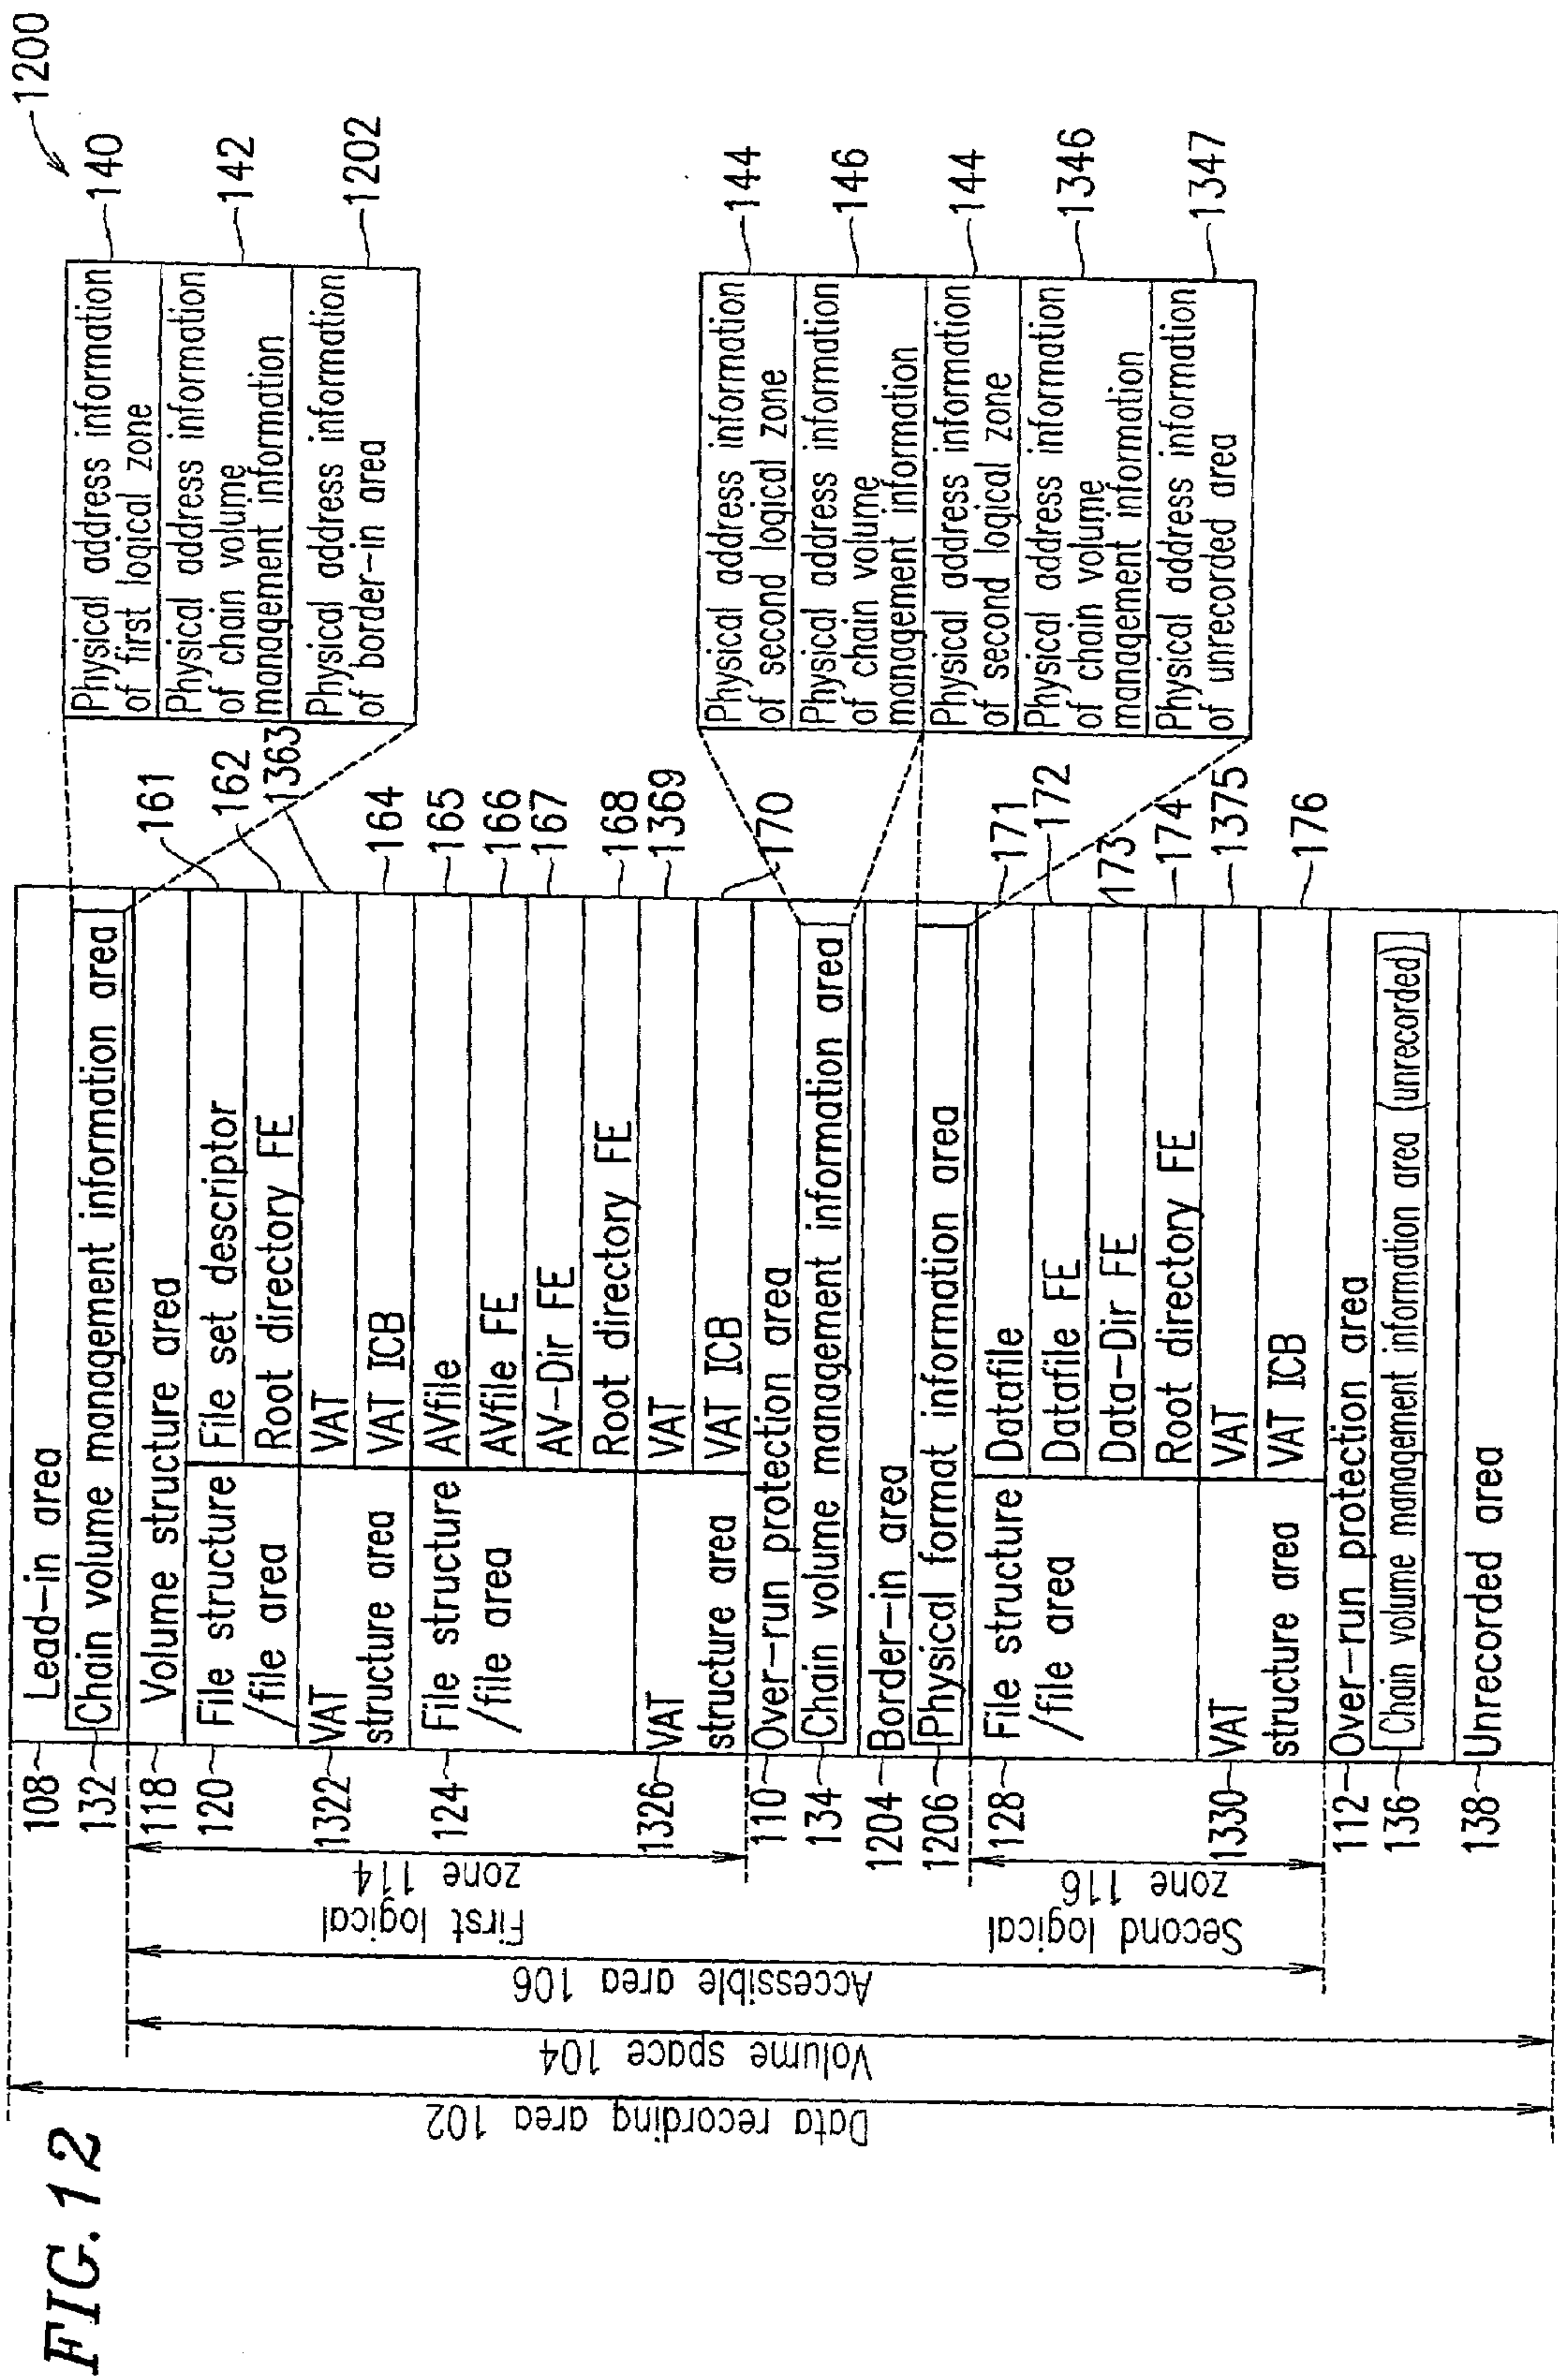 FIG. 12
1200
Data recording area 102
Volume space 104
Accessible area 106
First logical
zone 114
Second logical
zone 116
108
Lead-in area
132
Chain volume management information area
118
Volume structure area
120
File structure
/file area
File set descriptor
161
Root directory FE
162
1322
VAT
structure area
VAT
1363
VAT ICB
164
124
File structure
/file area
AVfile
165
AVfile FE
166
AV-Dir FE
167
Root directory FE
168
1326
VAT
structure area
VAT
1369
VAT ICB
170
110
Over-run protection area
134
Chain volume management information area
1204
Border-in area
1206
Physical format information area
128
File structure
/file area
Datafile
171
Datafile FE
172
Data-Dir FE
173
Root directory FE
174
1330
VAT
structure area
VAT
1375
VAT ICB
176
112
Over-run protection area
136
Chain volume management information area (unrecorded)
138
Unrecorded area
Physical address information
of first logical zone
140
Physical address information
of chain volume
management information
142
Physical address information
of border-in area
1202
Physical address information
of second logical zone
144
Physical address information
of chain volume
management information
146
Physical address information
of second logical zone
144
Physical address information
of chain volume
management information
1346
Physical address information
of unrecorded area
1347